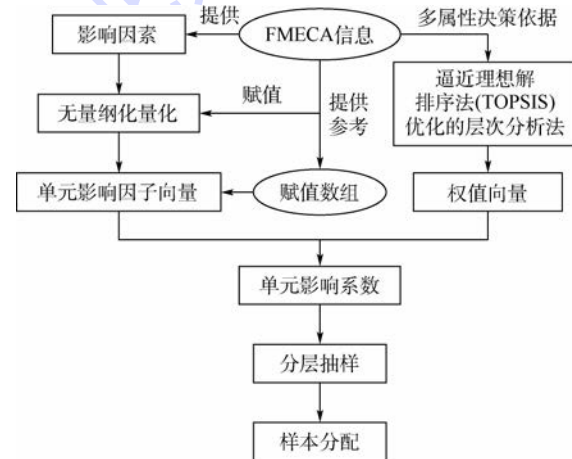 提供
多属性决策依据
影响因素
FMECA信息
逼近理想解
排序法(TOPSIS)
优化的层次分析法
赋值
提供
参考
无量纲化量化
单元影响因子向量
赋值数组
权值向量
单元影响系数
分层抽样
样本分配